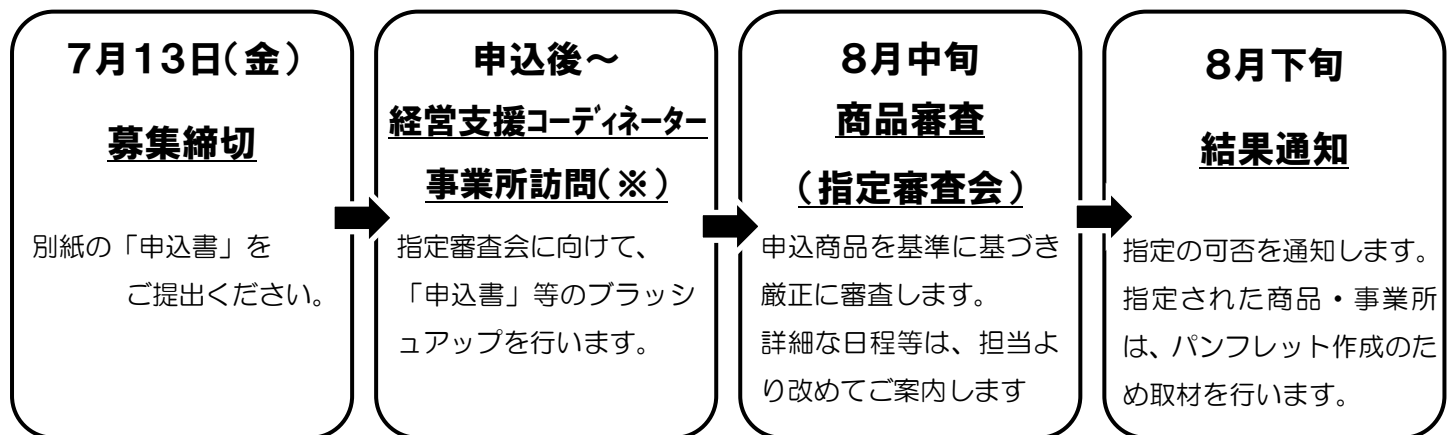 7月13日(金)
募集締切
別紙の「申込書」を
ご提出ください。
申込後～
経営支援コーディネーター
事業所訪問(※)
指定審査会に向けて、
「申込書」等のブラッシ
ュアップを行います。
8月中旬
商品審査
(指定審査会)
申込商品を基準に基づき
厳正に審査します。
詳細な日程等は、担当よ
り改めてご案内します
8月下旬
結果通知
指定の可否を通知します。
指定された商品・事業所
は、パンフレット作成のた
め取材を行います。